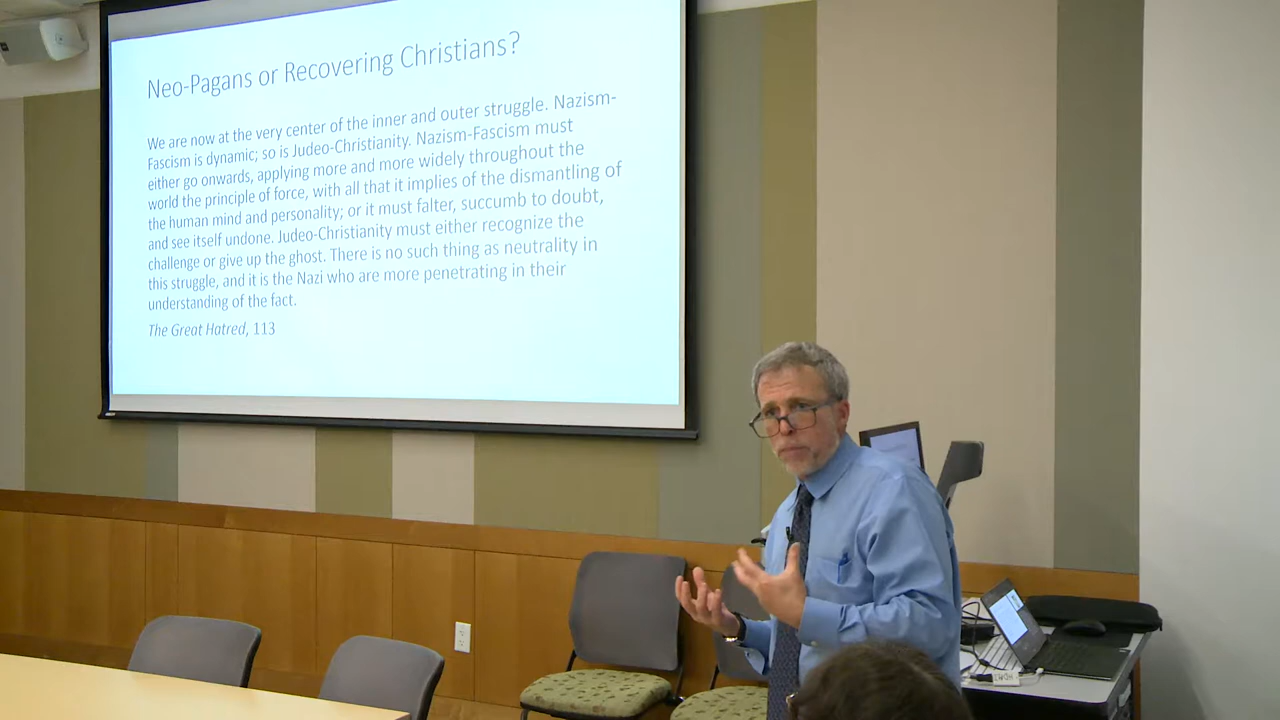 Neo-Pagans or Recovering Christians?
We are now at the very center of the inner and outer struggle. Nazism-
Fascism is dynamic; so is Judeo-Christianity. Nazism-Fascism must
either go onwards, applying more and more widely throughout the
world the principle of force, with all that it implies of the dismantling of
the human mind and personality; or it must falter, succumb to doubt,
and see itself undone. Judeo-Christianity must either recognize the
challenge or give up the ghost. There is no such thing as neutrality in
this struggle, and it is the Nazi who are more penetrating in their
understanding of the fact.
The Great Hatred, 113
HDMI